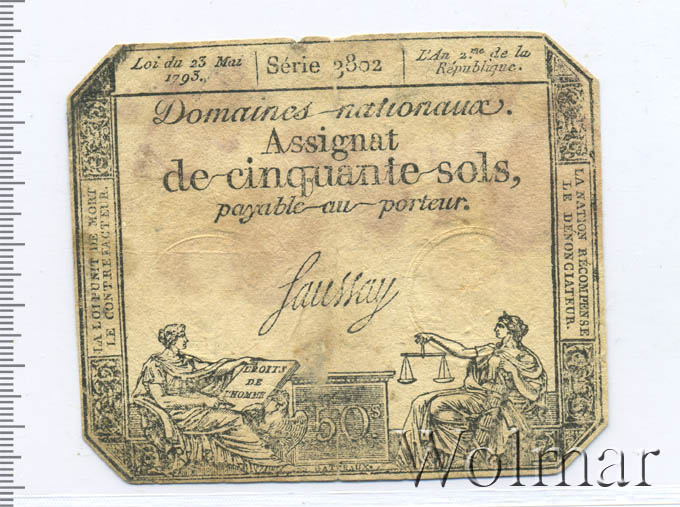 Loi du 23 Mai
1793.
Série 3802
L'An 2.me de la
République.
Domaines nationaux.
Assignat
de cinquante sols,
payable au porteur.
LA LOI PUNIT DE MORT
LE CONTREFACTEUR.
LA NATION RÉCOMPENSE
LE DÉNONCIATEUR.
Saussay
DROITS
DE
L'HOMME
50s
GATTEAUX
Wolmar